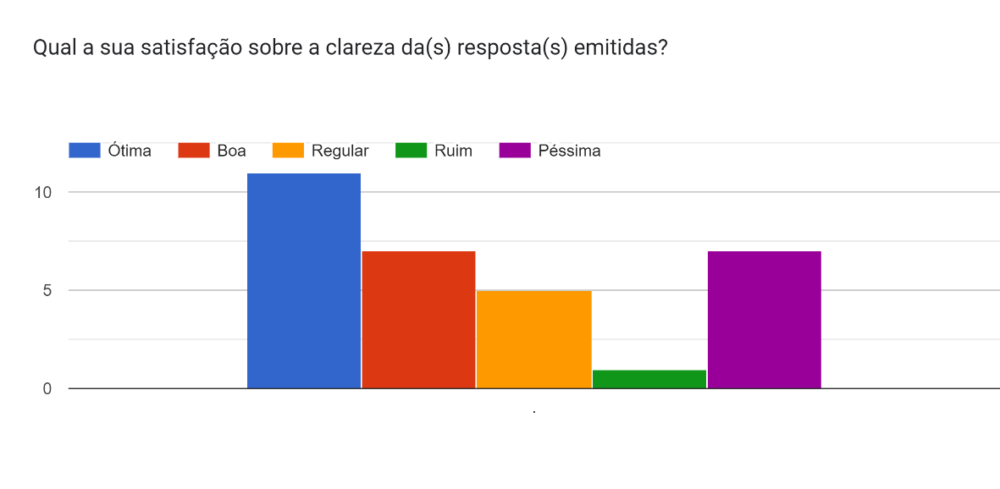 Qual a sua satisfação sobre a clareza da(s) resposta(s) emitidas?
Ótima Boa Regular Ruim Péssima
10
5
0
.